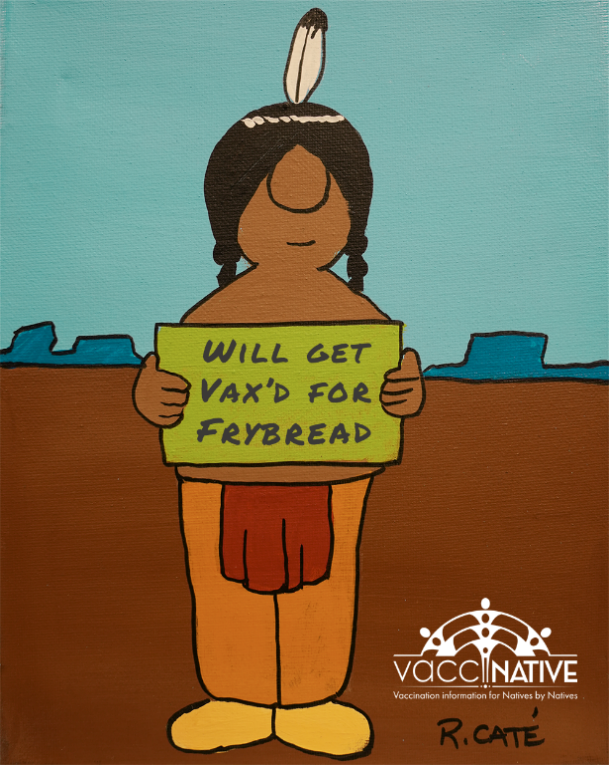 Will get
Vax'd for
Frybread
vacciNATIVE
Vaccination information for Natives by Natives
R. CATÉ